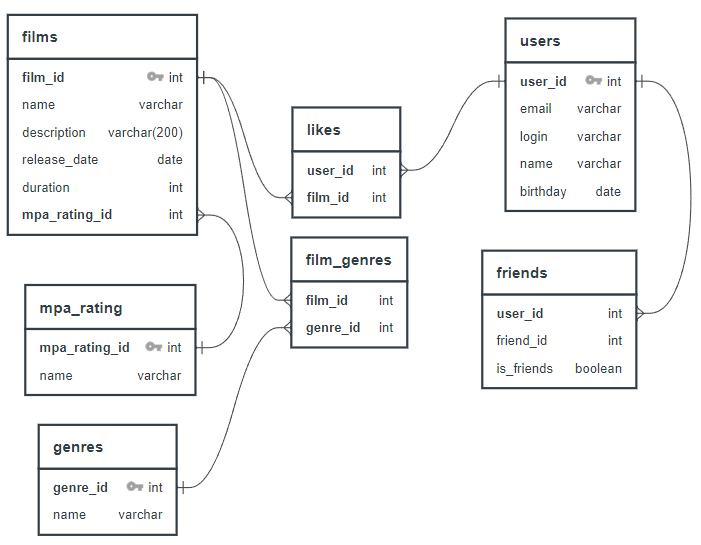 films
film_id int
name varchar
description varchar(200)
release_date date
duration int
mpa_rating_id int
mpa_rating
mpa_rating_id int
name varchar
genres
genre_id int
name varchar
likes
user_id int
film_id int
film_genres
film_id int
genre_id int
users
user_id int
email varchar
login varchar
name varchar
birthday date
friends
user_id int
friend_id int
is_friends boolean